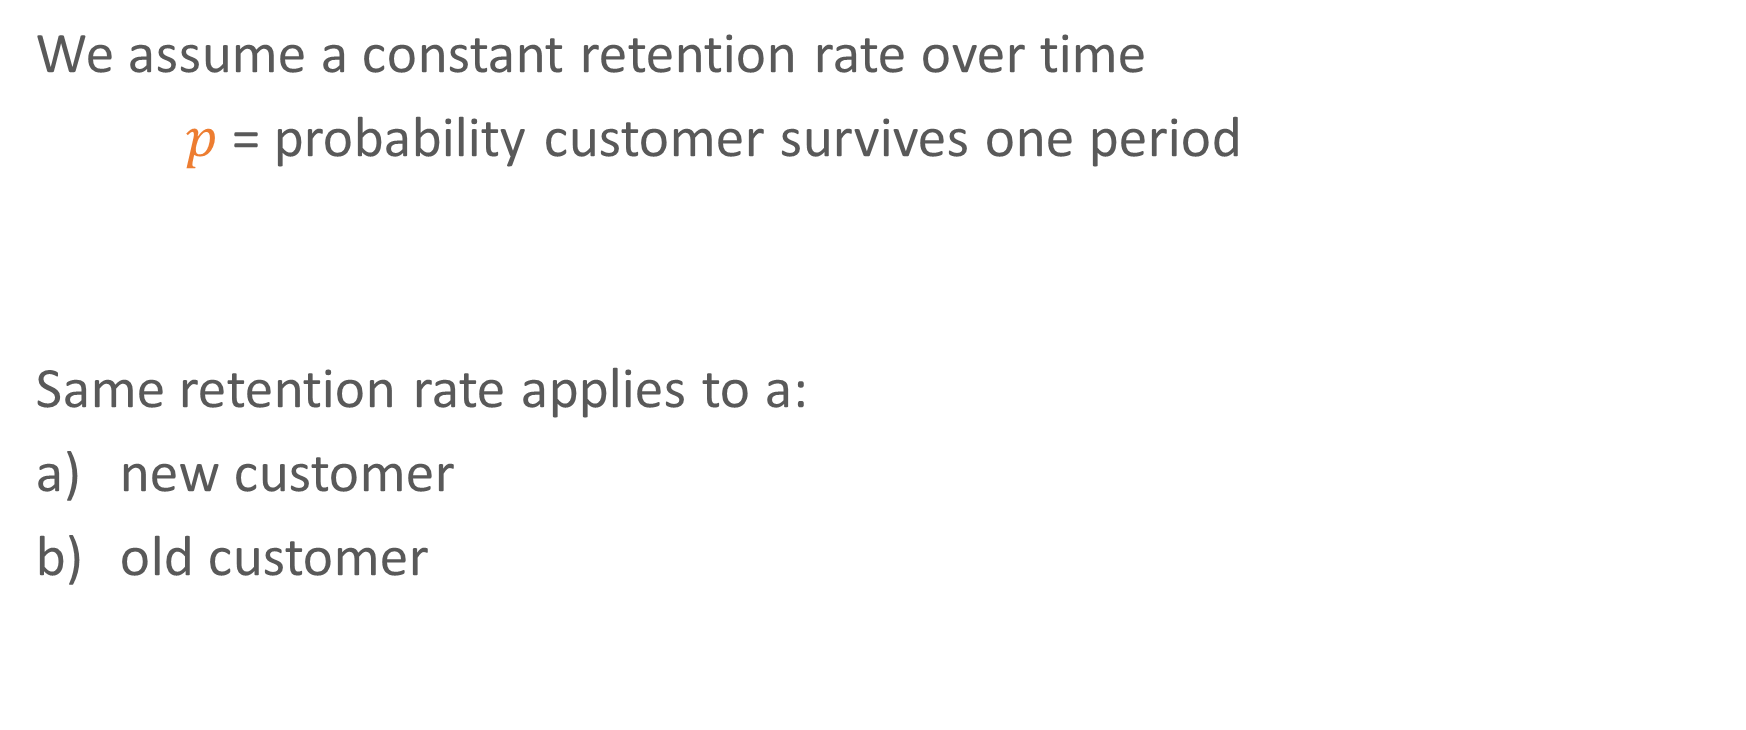 We assume a constant retention rate over time
p = probability customer survives one period
Same retention rate applies to a:
a) new customer
b) old customer